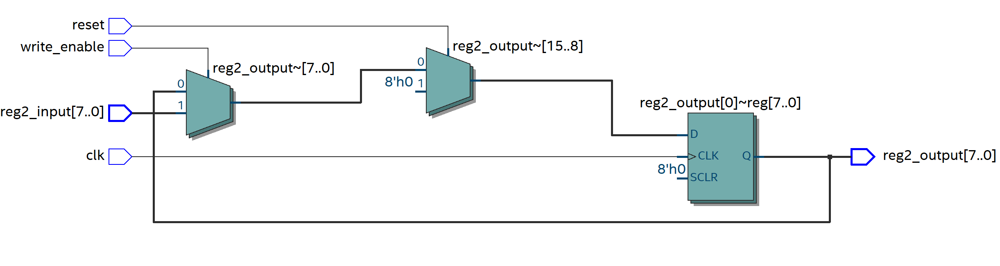 reset
write_enable
reg2_output~[15..8]
reg2_output~[7..0]
0
8'h0 1
0
1
reg2_input[7..0]
reg2_output[0]~reg[7..0]
D
clk
CLK
Q
reg2_output[7..0]
8'h0
SCLR